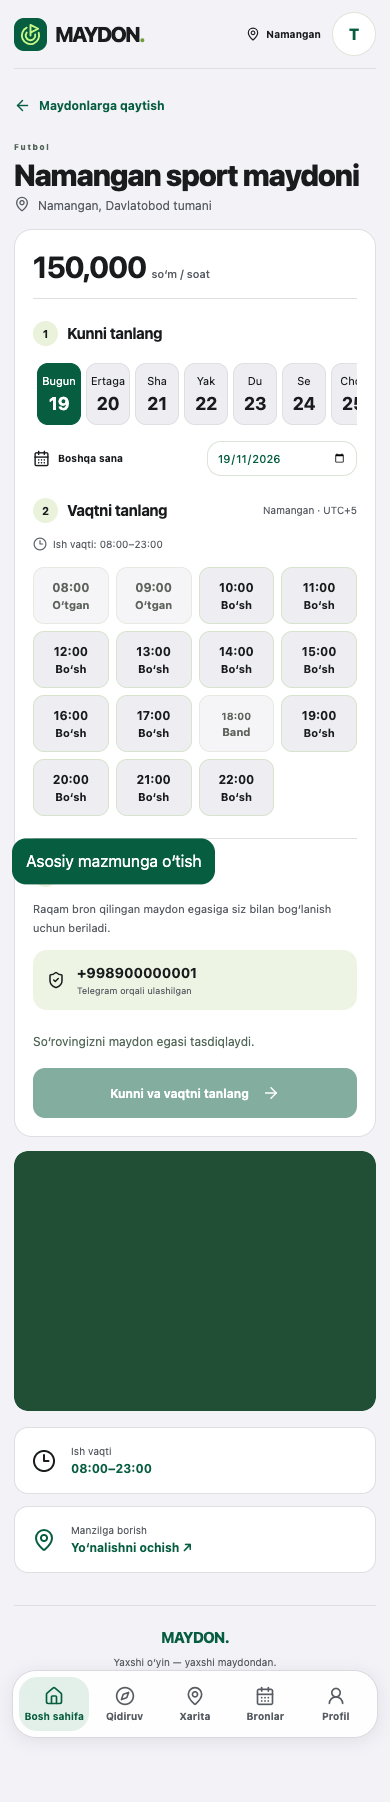 MAYDON.
Namangan
T
Maydonlarga qaytish
Futbol
Namangan sport maydoni
Namangan, Davlatobod tumani
150,000 so‘m / soat
1 Kunni tanlang
Bugun Ertaga Sha Yak Du Se Cho
19 20 21 22 23 24 25
Boshqa sana 19/11/2026
2 Vaqtni tanlang Namangan · UTC+5
Ish vaqti: 08:00–23:00
08:00 09:00 10:00 11:00
O‘tgan O‘tgan Bo‘sh Bo‘sh
12:00 13:00 14:00 15:00
Bo‘sh Bo‘sh Bo‘sh Bo‘sh
16:00 17:00 18:00 19:00
Bo‘sh Bo‘sh Band Bo‘sh
20:00 21:00 22:00
Bo‘sh Bo‘sh Bo‘sh
Asosiy mazmunga o‘tish
Raqam bron qilingan maydon egasiga siz bilan bog‘lanish
uchun beriladi.
+998900000001
Telegram orqali ulashilgan
So‘rovingizni maydon egasi tasdiqlaydi.
Kunni va vaqtni tanlang →
Ish vaqti
08:00–23:00
Manzilga borish
Yo‘nalishni ochish ↗
MAYDON.
Yaxshi o‘yin — yaxshi maydondan.
Bosh sahifa Qidiruv Xarita Bronlar Profil